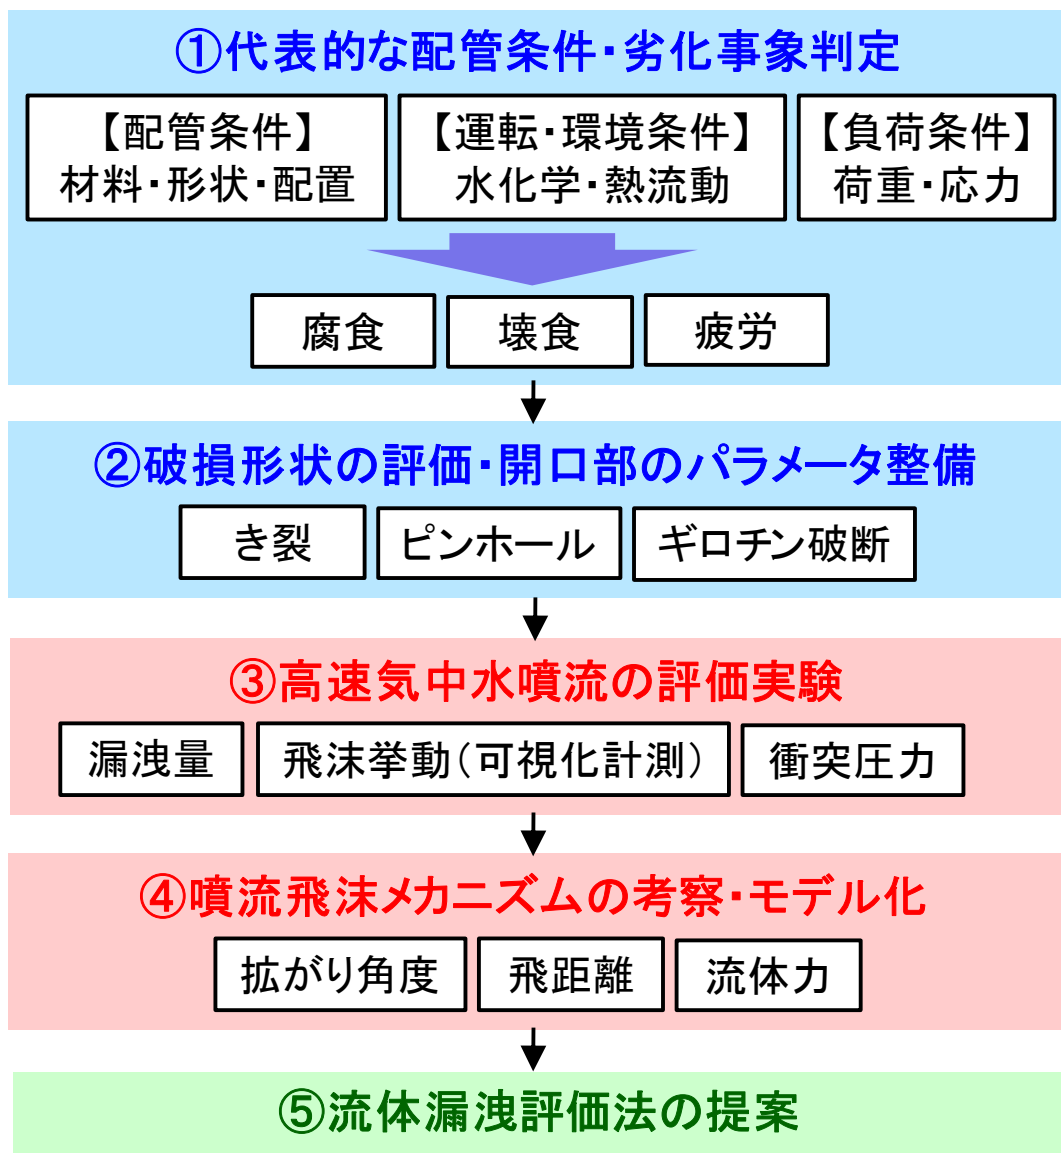 ①代表的な配管条件・劣化事象判定
【配管条件】
材料・形状・配置
【運転・環境条件】
水化学・熱流動
【負荷条件】
荷重・応力
腐食
壊食
疲労
②破損形状の評価・開口部のパラメータ整備
き裂
ピンホール
ギロチン破断
③高速気中水噴流の評価実験
漏洩量
飛沫挙動（可視化計測）
衝突圧力
④噴流飛沫メカニズムの考察・モデル化
拡がり角度
飛距離
流体力
⑤流体漏洩評価法の提案